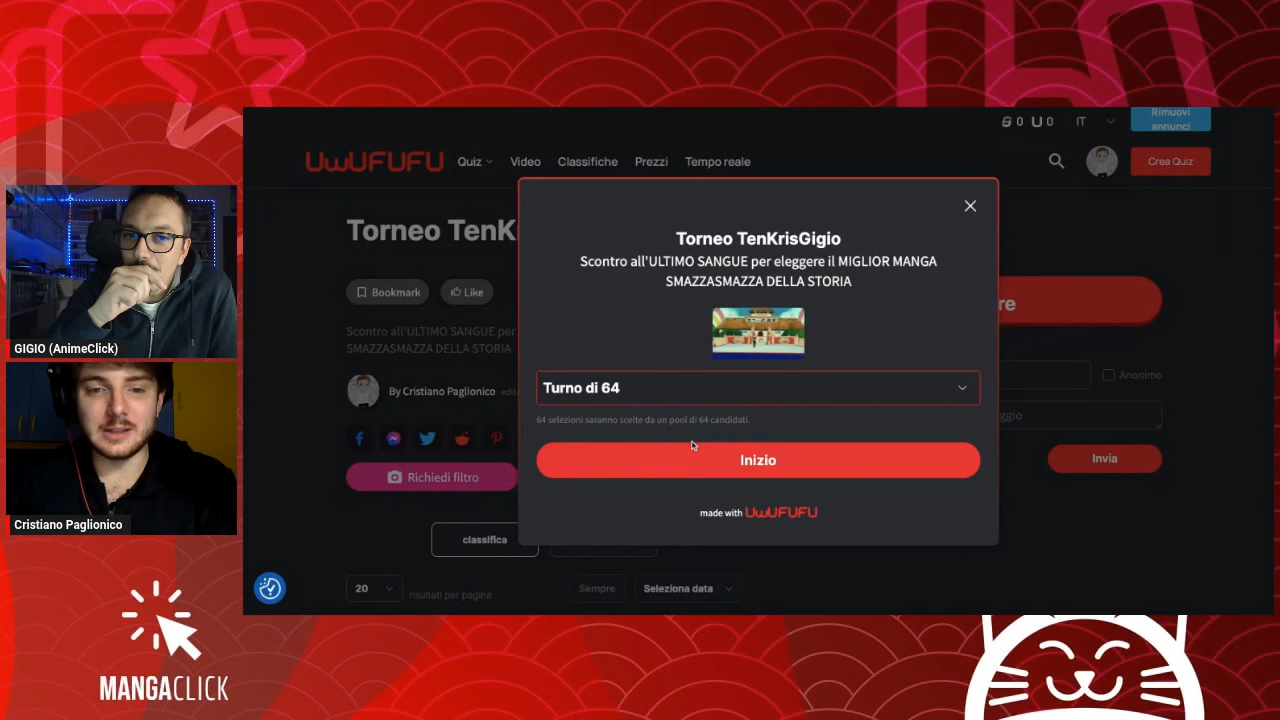 0 0 IT
Rimuovi
annunci
UwUFUFU Quiz Video Classifiche Prezzi Tempo reale Crea Quiz
Torneo TenK
Bookmark Like
Scontro all'ULTIMO SANGUE per
SMAZZASMAZZA DELLA STORIA
By Cristiano Paglionico
Richiedi filtro
classifica
20 risultati per pagina Sempre Seleziona data
Torneo TenKrisGigio
Scontro all'ULTIMO SANGUE per eleggere il MIGLIOR MANGA
SMAZZASMAZZA DELLA STORIA
Turno di 64
64 selezioni saranno scelte da un pool di 64 candidati.
Inizio
made with UwUFUFU
re
Anonimo
ggio
Invia
GIGIO (AnimeClick)
Cristiano Paglionico
MANGACLICK